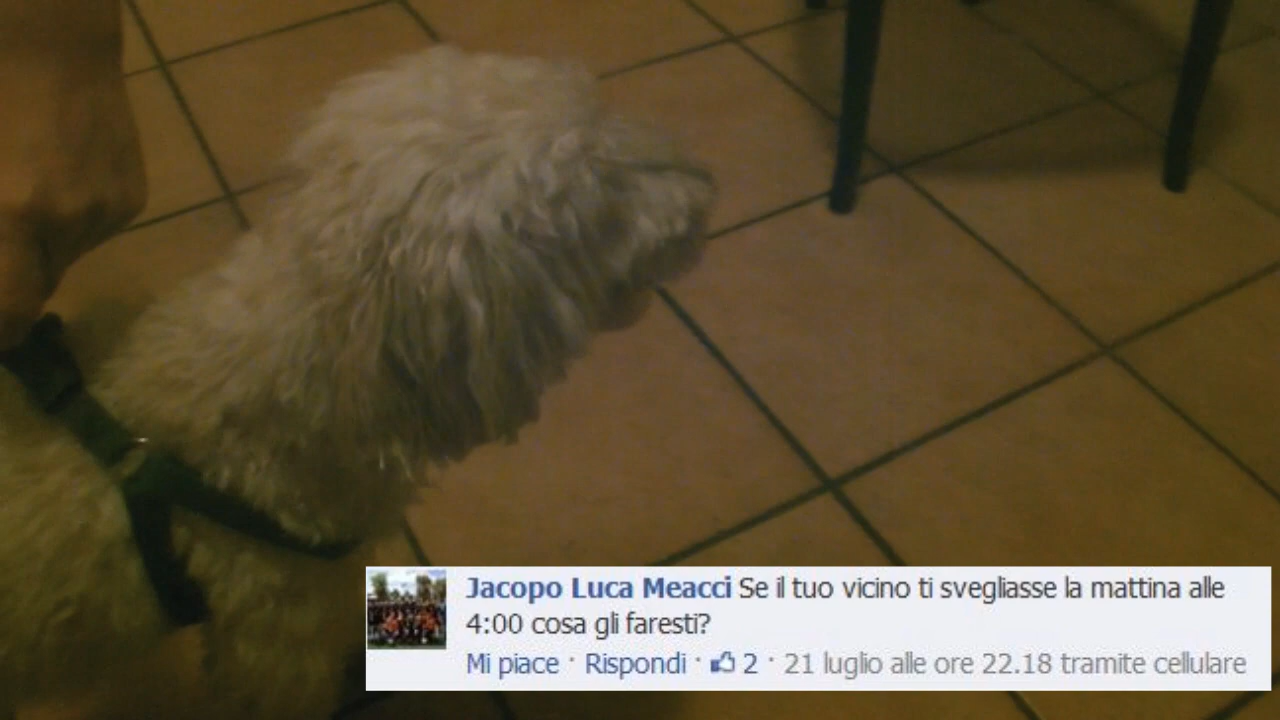 Jacopo Luca Meacci Se il tuo vicino ti svegliasse la mattina alle
4:00 cosa gli faresti?
Mi piace · Rispondi · 2 · 21 luglio alle ore 22.18 tramite cellulare